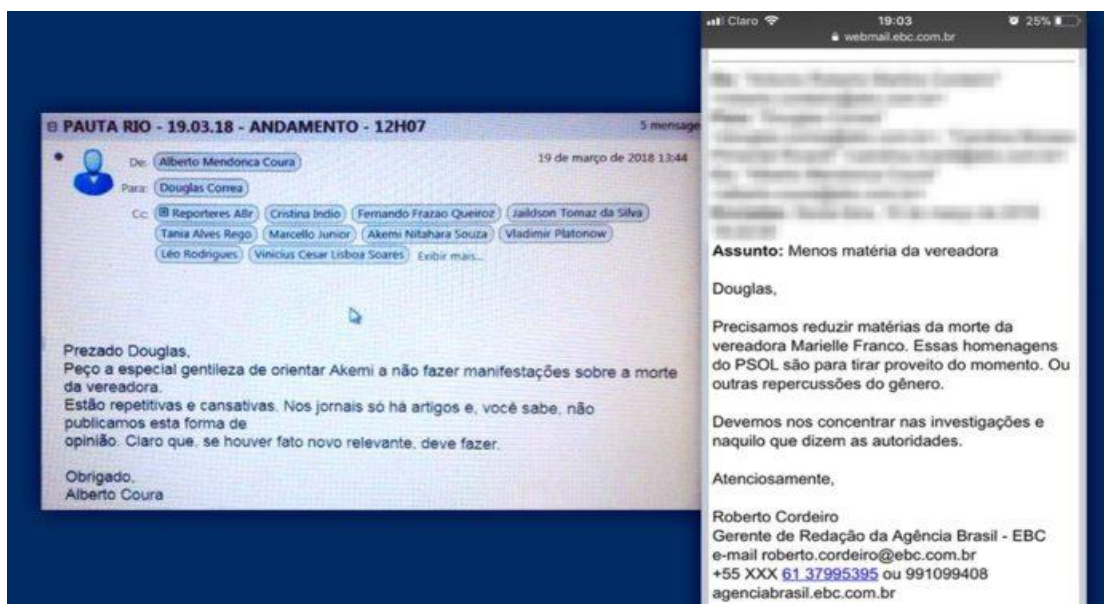 PAUTA RIO - 19.03.18 - ANDAMENTO - 12H07
5 mensage
De: Alberto Mendonca Coura
19 de março de 2018 13:44
Para: Douglas Correa
Cc: Reporteres ABr Cristina Indio Fernando Frazao Queiroz Jaildson Tomaz da Silva
Tania Alves Rego Marcello Junior Akemi Nitahara Souza Vladimir Platonow
Léo Rodrigues Vinicius Cesar Lisboa Soares Exibir mais...
Prezado Douglas,
Peço a especial gentileza de orientar Akemi a não fazer manifestações sobre a morte
da vereadora.
Estão repetitivas e cansativas. Nos jornais só há artigos e, você sabe, não
publicamos esta forma de
opinião. Claro que, se houver fato novo relevante, deve fazer.
Obrigado,
Alberto Coura
Claro 19:03 25%
webmail.ebc.com.br
Assunto: Menos matéria da vereadora
Douglas,
Precisamos reduzir matérias da morte da
vereadora Marielle Franco. Essas homenagens
do PSOL são para tirar proveito do momento. Ou
outras repercussões do gênero.
Devemos nos concentrar nas investigações e
naquilo que dizem as autoridades.
Atenciosamente,
Roberto Cordeiro
Gerente de Redação da Agência Brasil - EBC
e-mail roberto.cordeiro@ebc.com.br
+55 XXX 61 37995395 ou 991099408
agenciabrasil.ebc.com.br